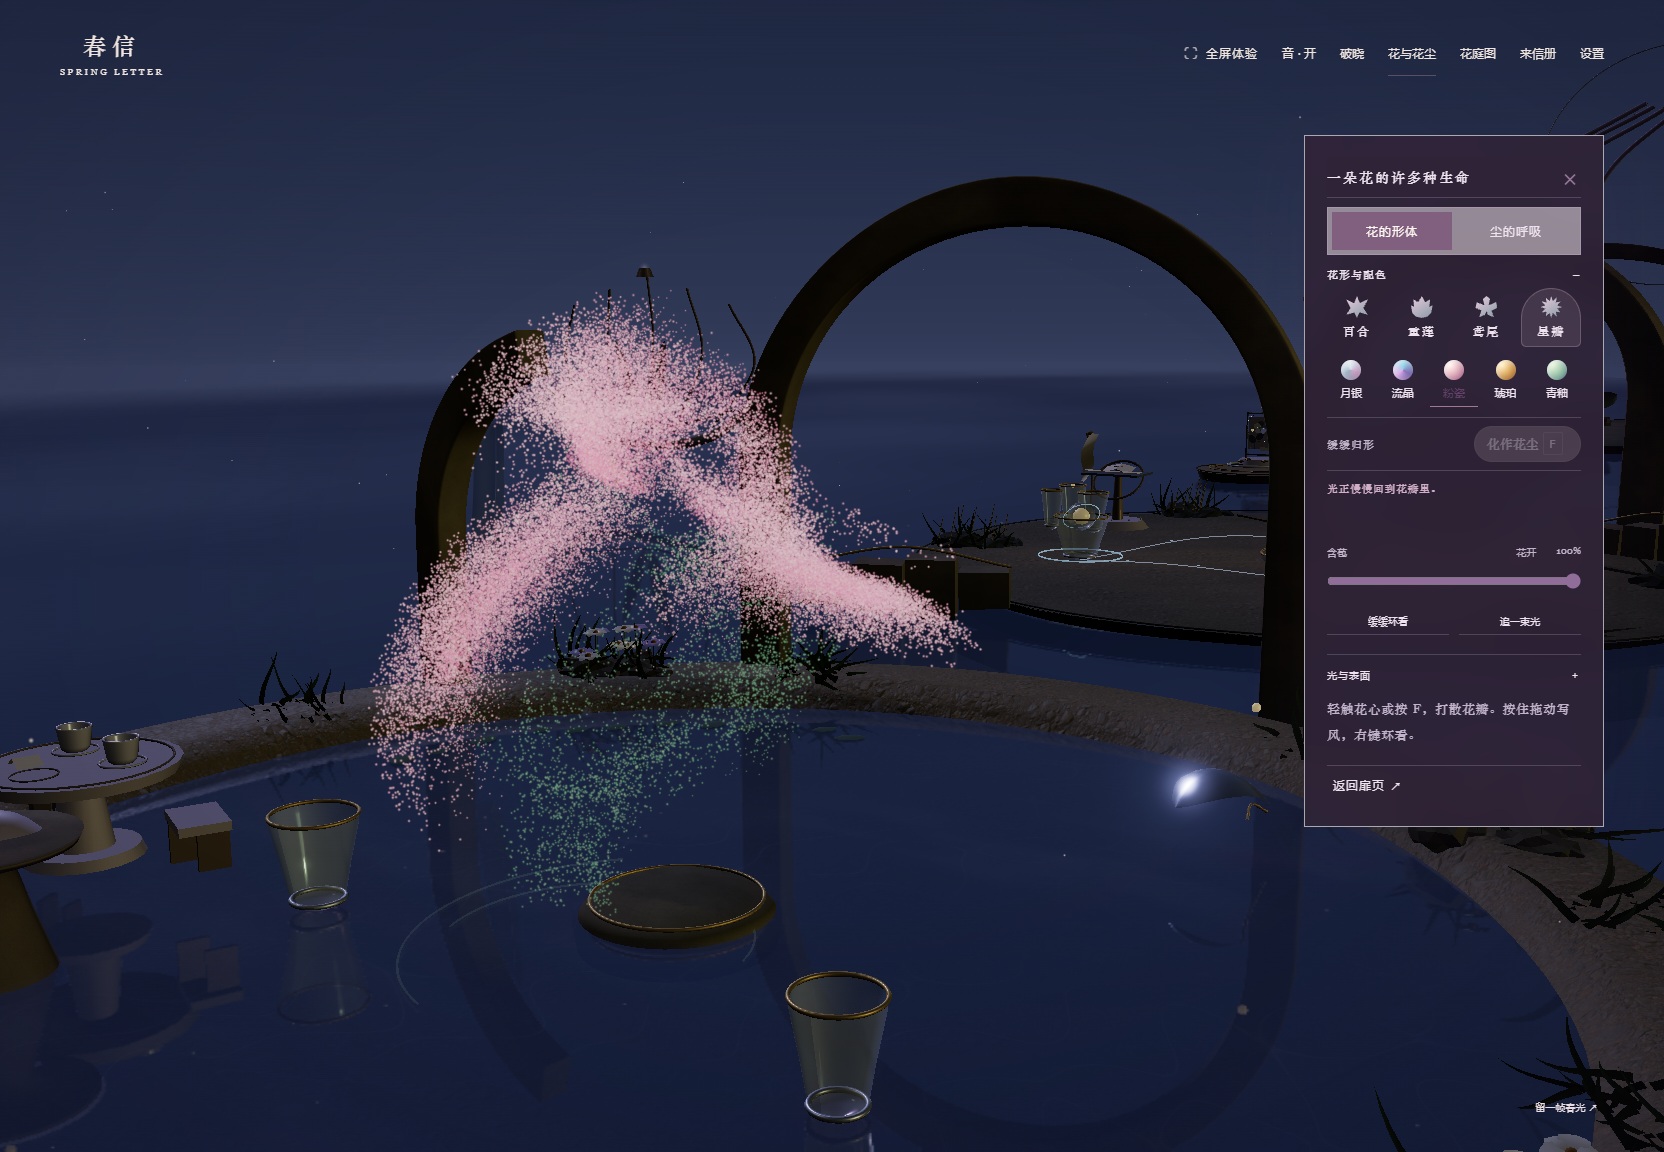 春信
SPRING LETTER
全屏体验 音·开 破晓 花与花尘 花庭图 来信册 设置
一朵花的许多种生命 ×
花的形体 尘的呼吸
花形与配色 −
百合 重莲 鸢尾 星瓣
月银 流晶 粉瓷 琥珀 青釉
缓缓归形 化作花尘 F
光正慢慢回到花瓣里。
含苞 花开 100%
缓缓环看 追一束光
光与表面 +
轻触花心或按 F，打散花瓣。按住拖动写
风，右键环看。
返回扉页 ↗
留一帧春光 ↗